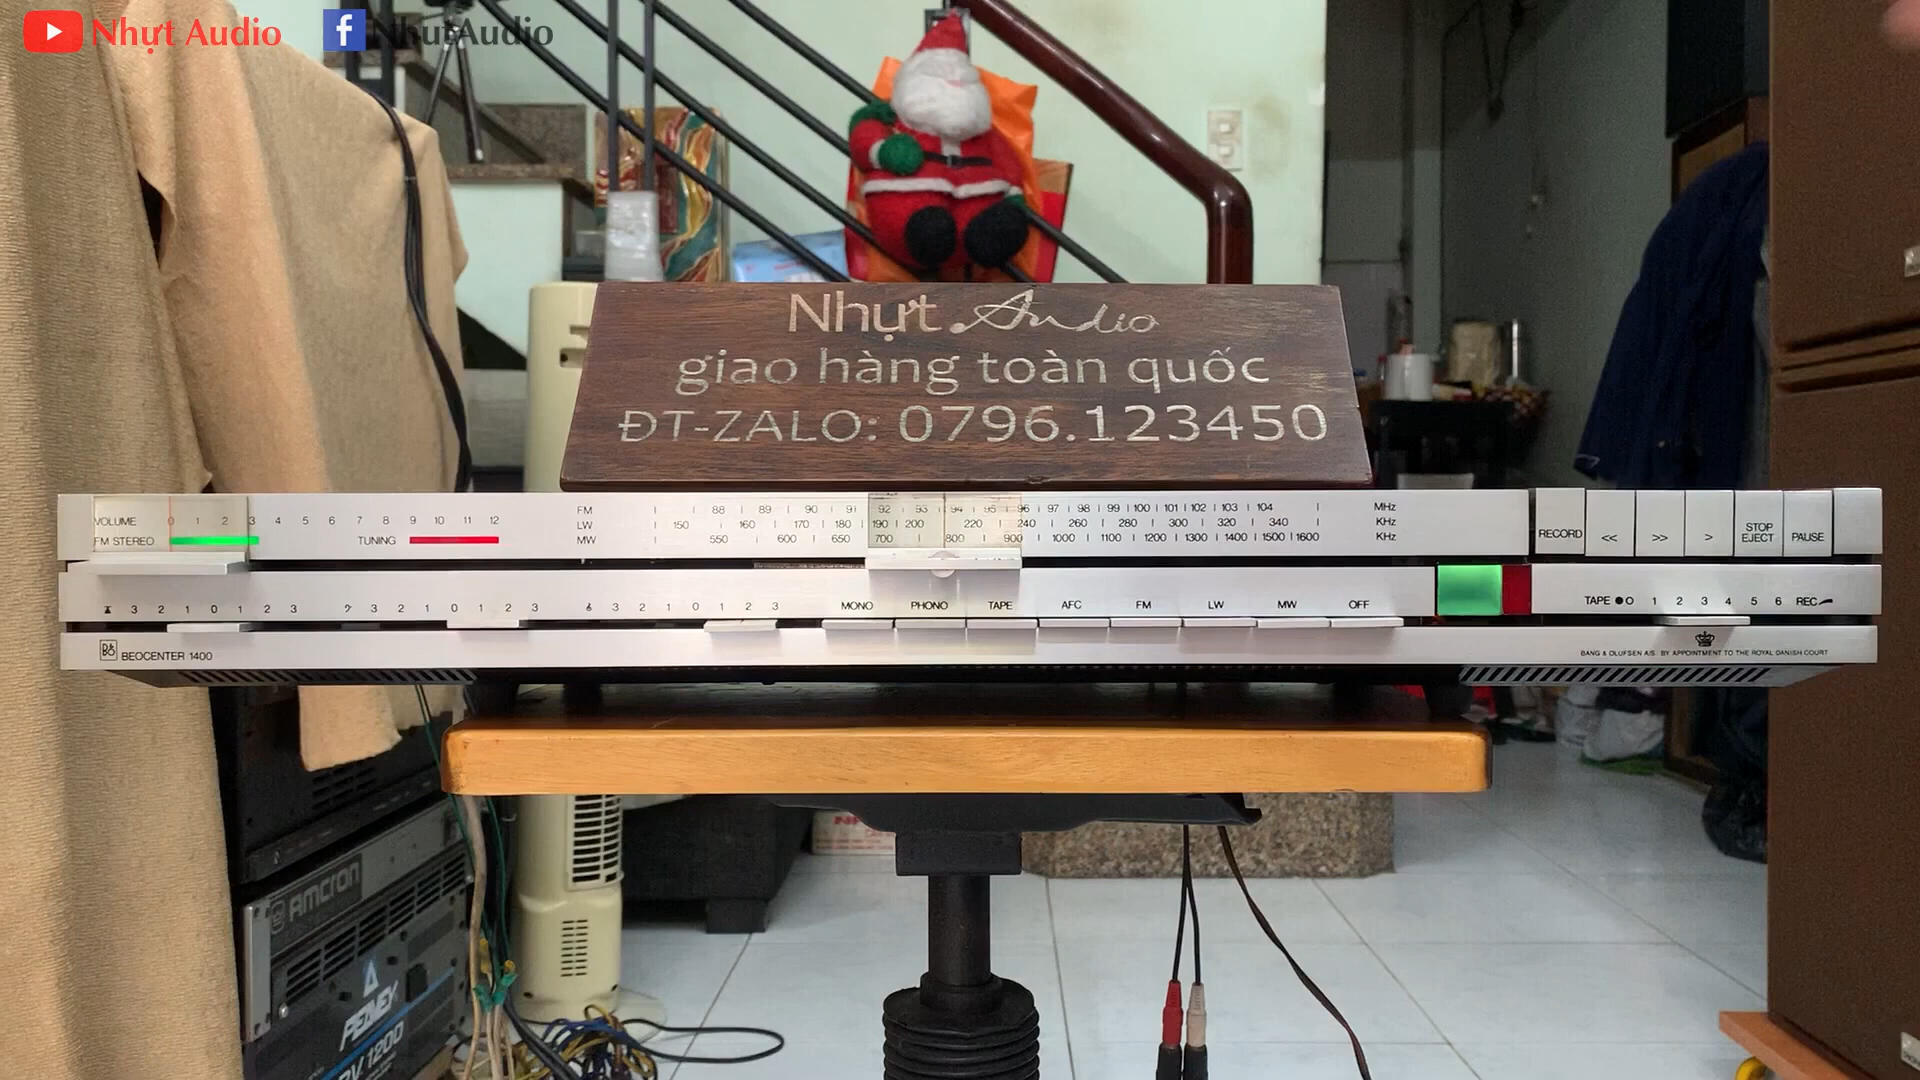 Nhựt Audio NhutAudio
Nhựt Audio
giao hàng toàn quốc
ĐT-ZALO: 0796.123450
VOLUME 0 1 2 3 4 5 6 7 8 9 10 11 12
FM STEREO TUNING
FM 88 89 90 91 92 93 94 95 96 97 98 99 100 101 102 103 104 MHz
LW 150 160 170 180 190 200 220 240 260 280 300 320 340 KHz
MW 550 600 650 700 800 900 1000 1100 1200 1300 1400 1500 1600 KHz
RECORD << >> > STOP EJECT PAUSE
3 2 1 0 1 2 3 3 2 1 0 1 2 3 3 2 1 0 1 2 3
MONO PHONO TAPE AFC FM LW MW OFF
TAPE O 1 2 3 4 5 6 REC
B&O BEOCENTER 1400
BANG & OLUFSEN A/S. BY APPOINTMENT TO THE ROYAL DANISH COURT
AMCRON
PEAVEY
1200